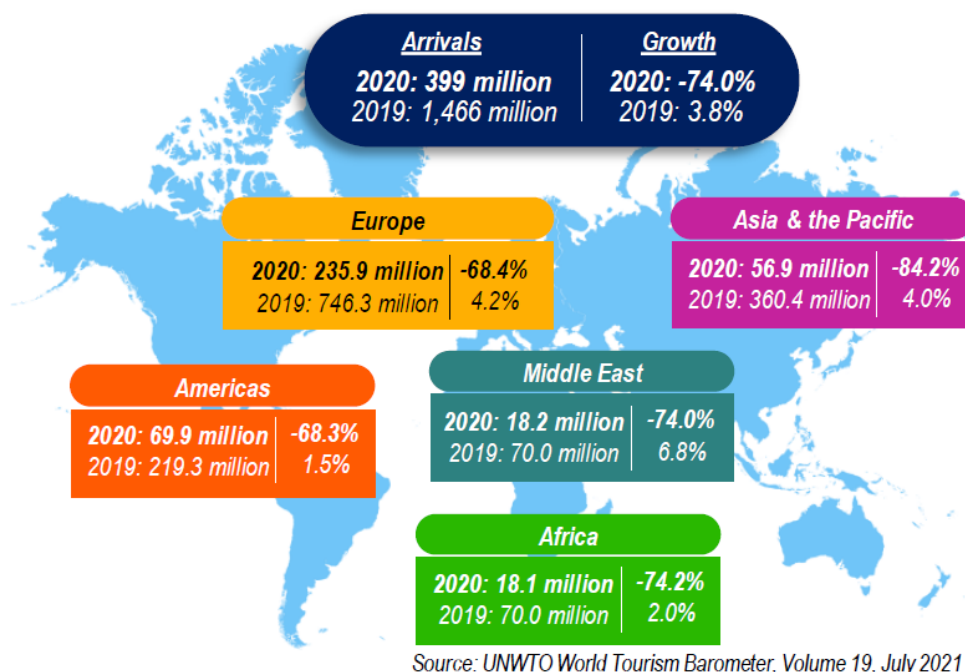 Arrivals
2020: 399 million
2019: 1,466 million
Growth
2020: -74.0%
2019: 3.8%
Europe
2020: 235.9 million -68.4%
2019: 746.3 million 4.2%
Asia & the Pacific
2020: 56.9 million -84.2%
2019: 360.4 million 4.0%
Americas
2020: 69.9 million -68.3%
2019: 219.3 million 1.5%
Middle East
2020: 18.2 million -74.0%
2019: 70.0 million 6.8%
Africa
2020: 18.1 million -74.2%
2019: 70.0 million 2.0%
Source: UNWTO World Tourism Barometer, Volume 19, July 2021